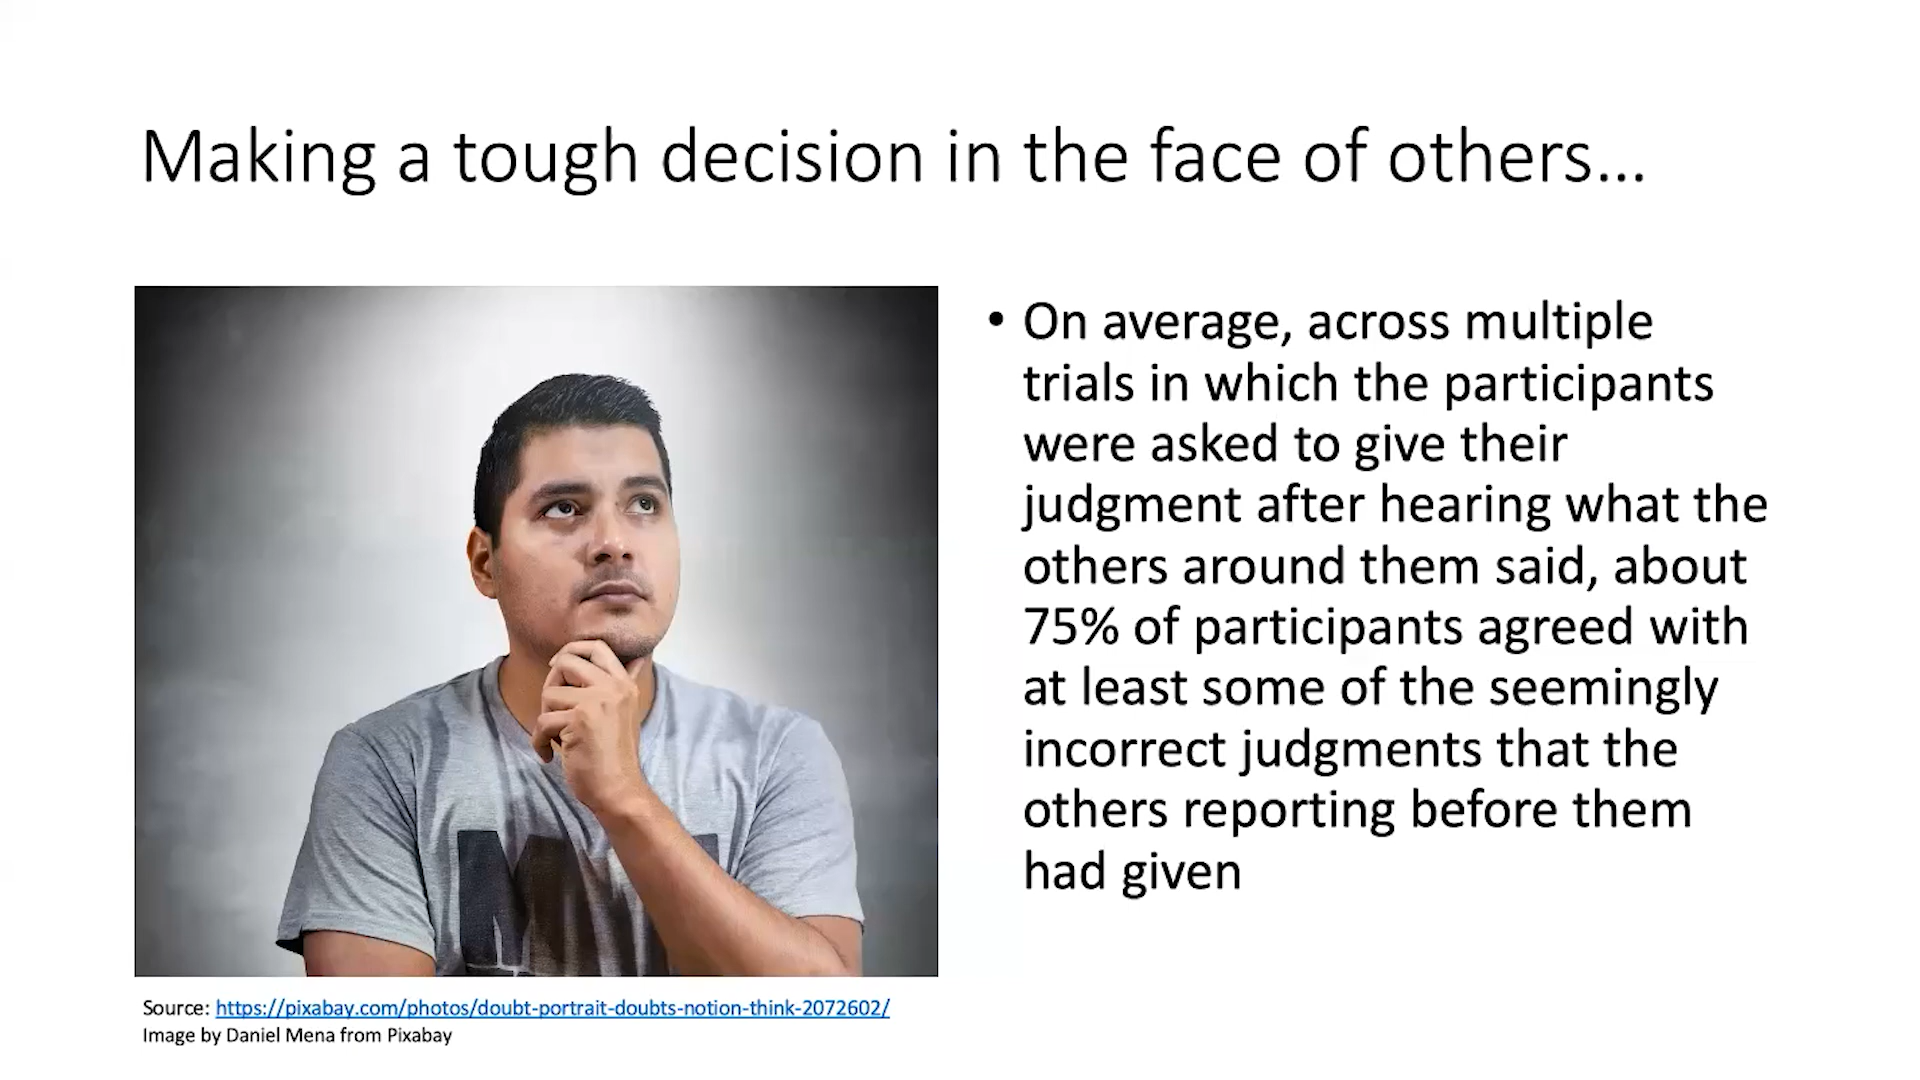 Making a tough decision in the face of others...
• On average, across multiple
trials in which the participants
were asked to give their
judgment after hearing what the
others around them said, about
75% of participants agreed with
at least some of the seemingly
incorrect judgments that the
others reporting before them
had given
Source: https://pixabay.com/photos/doubt-portrait-doubts-notion-think-2072602/
Image by Daniel Mena from Pixabay